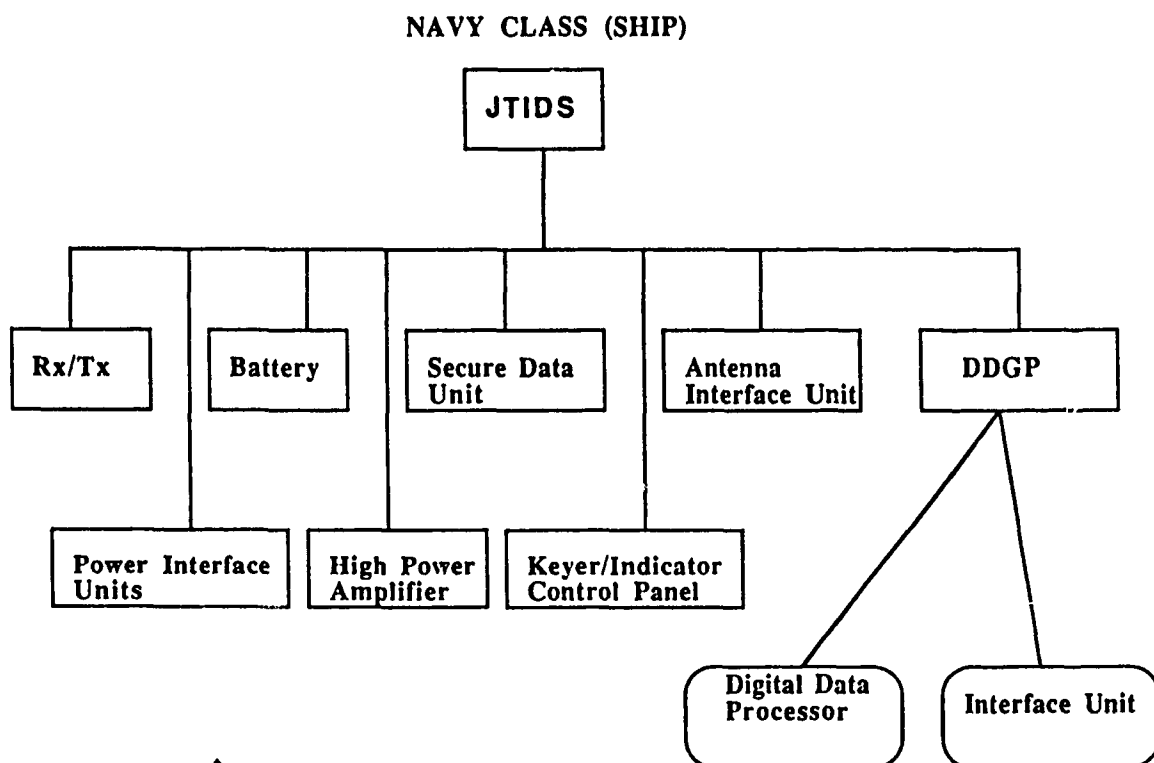 NAVY CLASS (SHIP)
JTIDS
Rx/Tx
Battery
Secure Data
Unit
Antenna
Interface Unit
DDGP
Power Interface
Units
High Power
Amplifier
Keyer/Indicator
Control Panel
Digital Data
Processor
Interface Unit